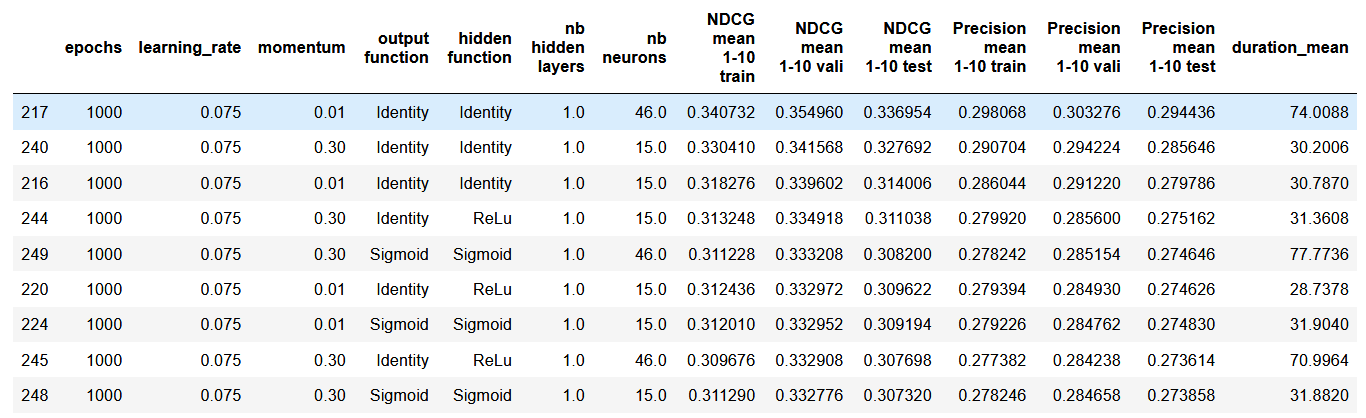 epochs learning_rate momentum output function hidden function nb hidden layers nb neurons NDCG mean 1-10 train NDCG mean 1-10 vali NDCG mean 1-10 test Precision mean 1-10 train Precision mean 1-10 vali Precision mean 1-10 test duration_mean
217 1000 0.075 0.01 Identity Identity 1.0 46.0 0.340732 0.354960 0.336954 0.298068 0.303276 0.294436 74.0088
240 1000 0.075 0.30 Identity Identity 1.0 15.0 0.330410 0.341568 0.327692 0.290704 0.294224 0.285646 30.2006
216 1000 0.075 0.01 Identity Identity 1.0 15.0 0.318276 0.339602 0.314006 0.286044 0.291220 0.279786 30.7870
244 1000 0.075 0.30 Identity ReLu 1.0 15.0 0.313248 0.334918 0.311038 0.279920 0.285600 0.275162 31.3608
249 1000 0.075 0.30 Sigmoid Sigmoid 1.0 46.0 0.311228 0.333208 0.308200 0.278242 0.285154 0.274646 77.7736
220 1000 0.075 0.01 Identity ReLu 1.0 15.0 0.312436 0.332972 0.309622 0.279394 0.284930 0.274626 28.7378
224 1000 0.075 0.01 Sigmoid Sigmoid 1.0 15.0 0.312010 0.332952 0.309194 0.279226 0.284762 0.274830 31.9040
245 1000 0.075 0.30 Identity ReLu 1.0 46.0 0.309676 0.332908 0.307698 0.277382 0.284238 0.273614 70.9964
248 1000 0.075 0.30 Sigmoid Sigmoid 1.0 15.0 0.311290 0.332776 0.307320 0.278246 0.284658 0.273858 31.8820